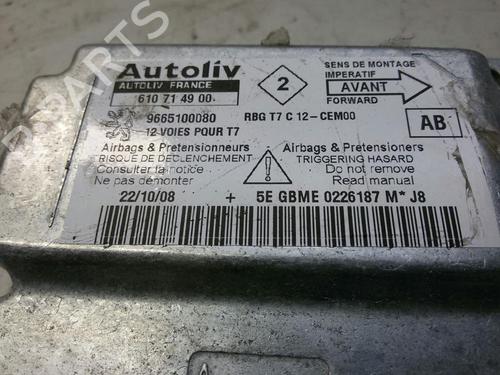 Autoliv
AUTOLIV FRANCE
610 71 49 00
2
SENS DE MONTAGE
IMPERATIF
AVANT
FORWARD
9665100080
RBG T7 C 12-CEM00
12 VOIES POUR T7
AB
Airbags & Pretensionneurs
RISQUE DE DECLENCHEMENT
Consulter la notice
Ne pas démonter
Airbags & Pretensioners
TRIGGERING HASARD
Do not remove
Read manual
22/10/08 + 5E GBME 0226187 M* J8